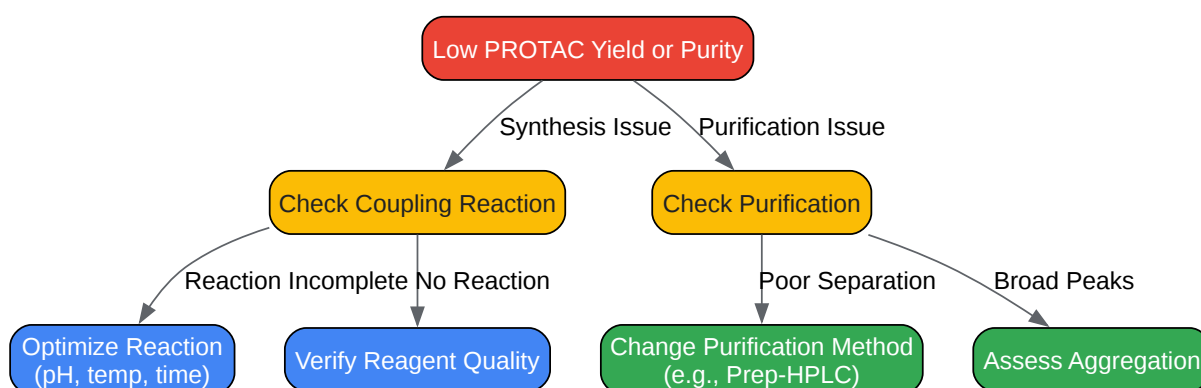 Low PROTAC Yield or Purity
Synthesis Issue
Purification Issue
Check Coupling Reaction
Check Purification
Reaction Incomplete
No Reaction
Poor Separation
Broad Peaks
Optimize Reaction
(pH, temp, time)
Verify Reagent Quality
Change Purification Method
(e.g., Prep-HPLC)
Assess Aggregation